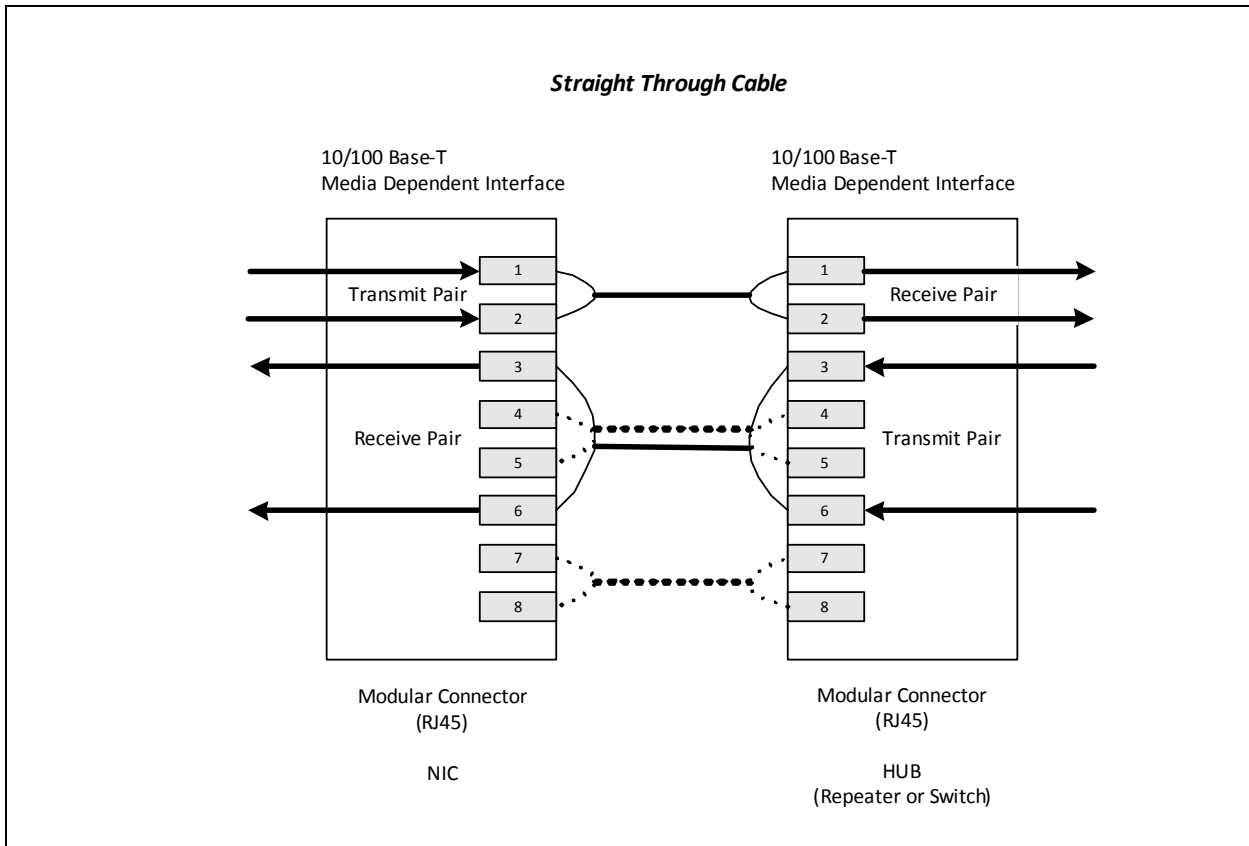 Straight Through Cable
10/100 Base-T
Media Dependent Interface
10/100 Base-T
Media Dependent Interface
1
Transmit Pair
2
3
4
Receive Pair
5
6
7
8
1
Receive Pair
2
3
4
Transmit Pair
5
6
7
8
Modular Connector
(RJ45)
NIC
Modular Connector
(RJ45)
HUB
(Repeater or Switch)